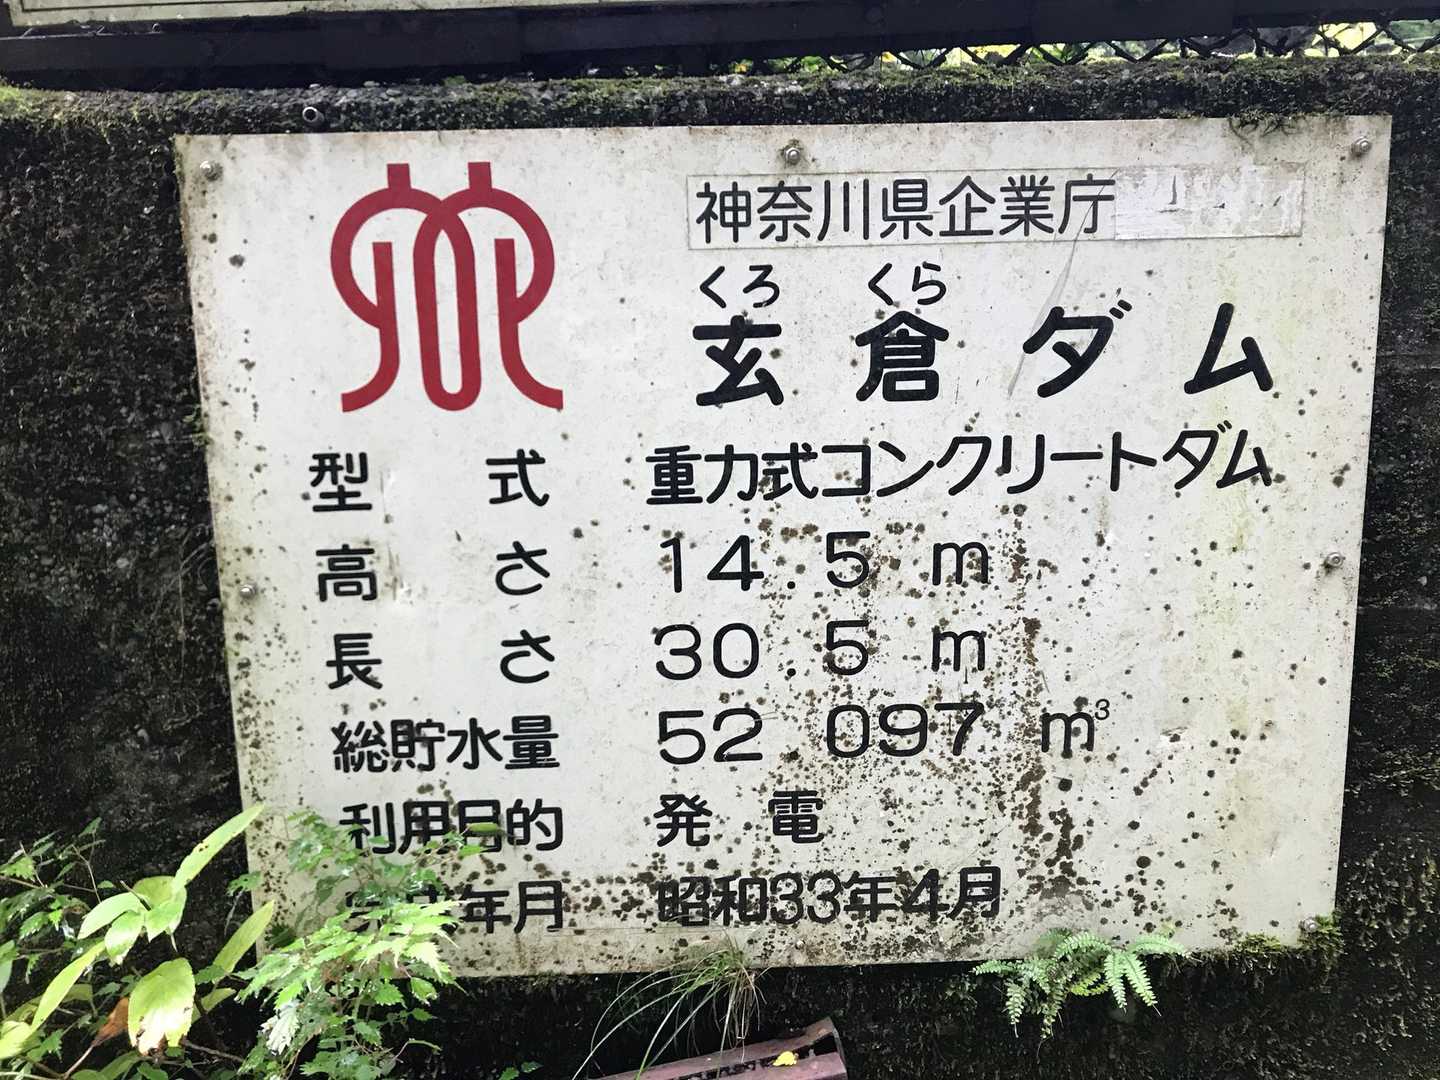 神奈川県企業庁
くろ くら
玄倉ダム
型式 重力式コンクリートダム
高さ 14.5 m
長さ 30.5 m
総貯水量 52 097 m³
利用目的 発電
年月 昭和33年4月